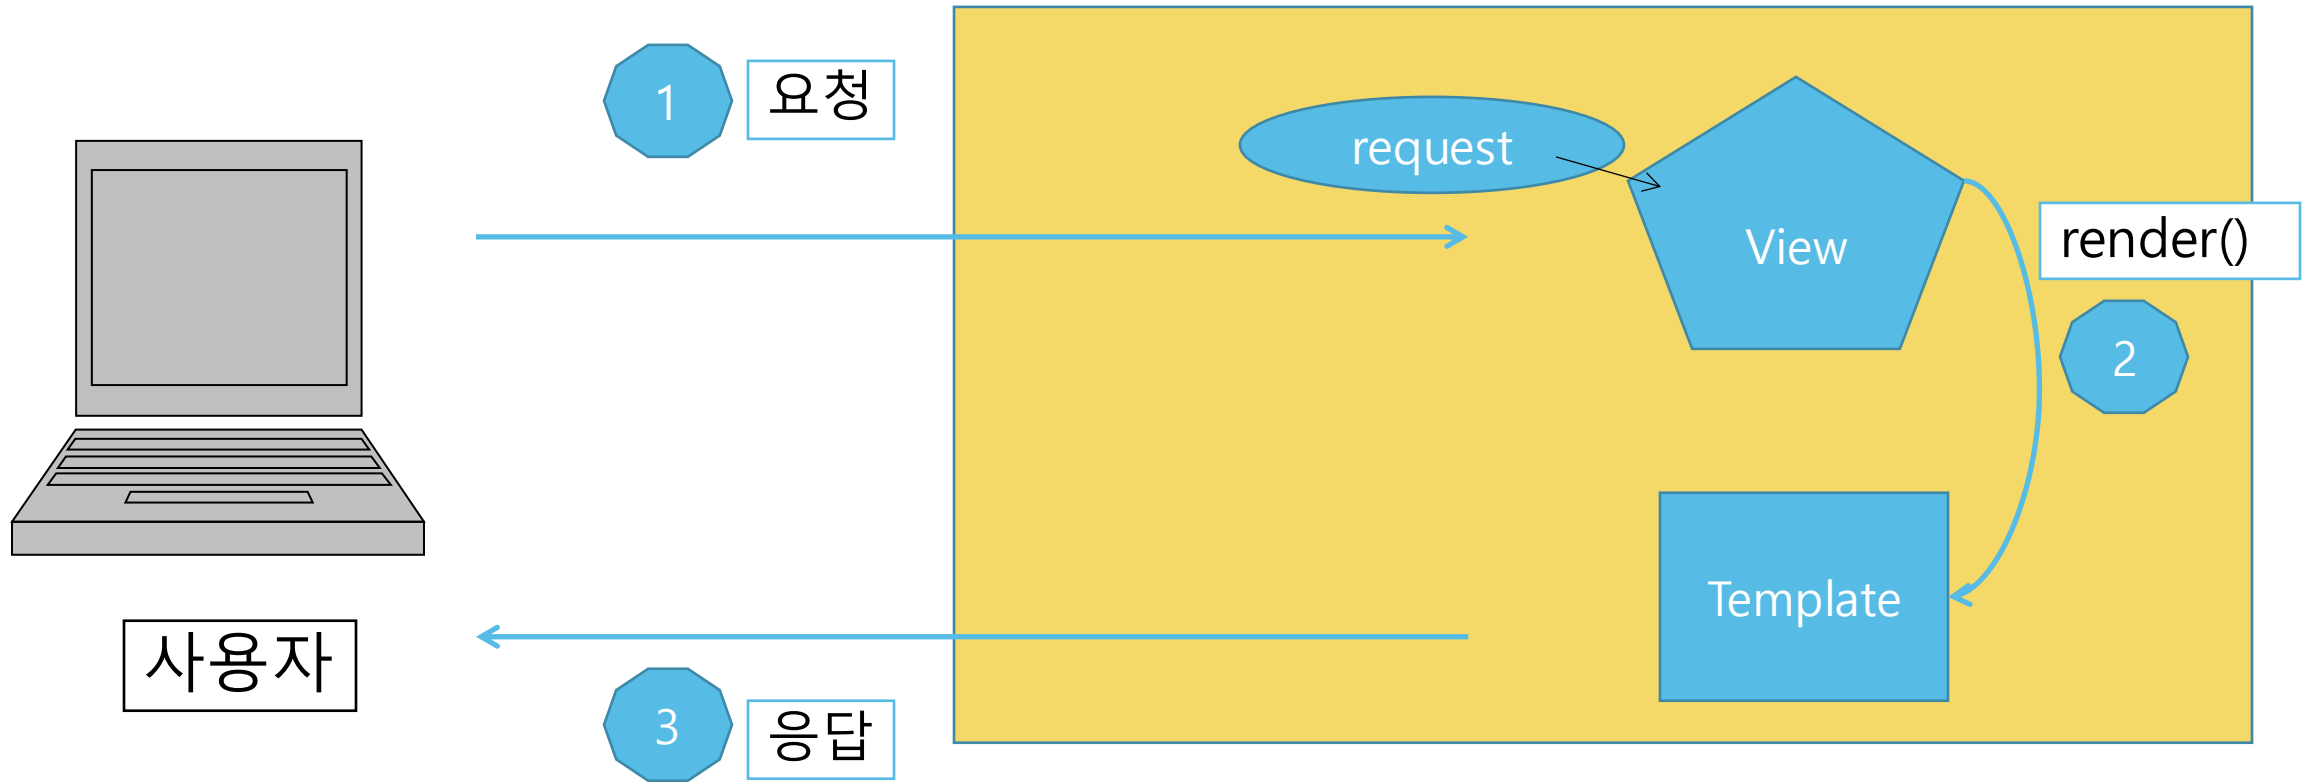 1
요청
request
View
render()
2
Template
사용자
3
응답